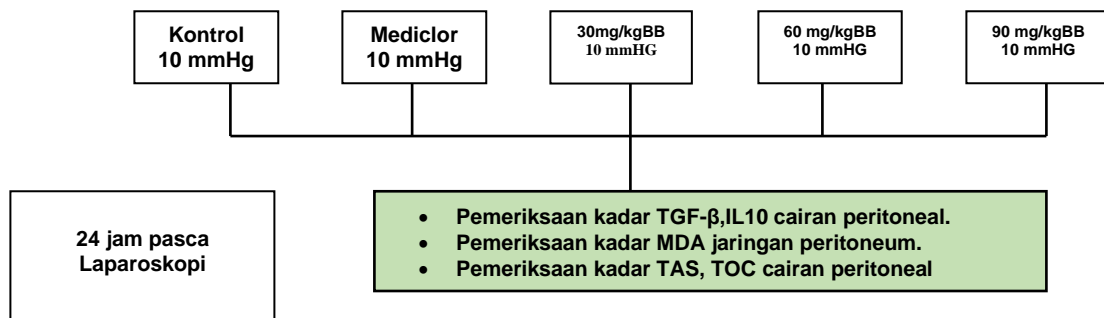 Kontrol
10 mmHg
Mediclor
10 mmHg
30mg/kgBB
10 mmHG
60 mg/kgBB
10 mmHG
90 mg/kgBB
10 mmHG
24 jam pasca
Laparoskopi
• Pemeriksaan kadar TGF-β,IL10 cairan peritoneal.
• Pemeriksaan kadar MDA jaringan peritoneum.
• Pemeriksaan kadar TAS, TOC cairan peritoneal